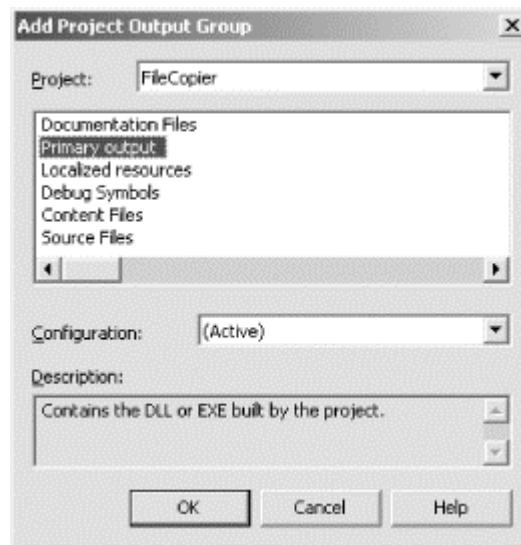 Add Project Output Group
Project: FileCopier
Documentation Files
Primary output
Localized resources
Debug Symbols
Content Files
Source Files
Configuration: (Active)
Description:
Contains the DLL or EXE built by the project.
OK Cancel Help